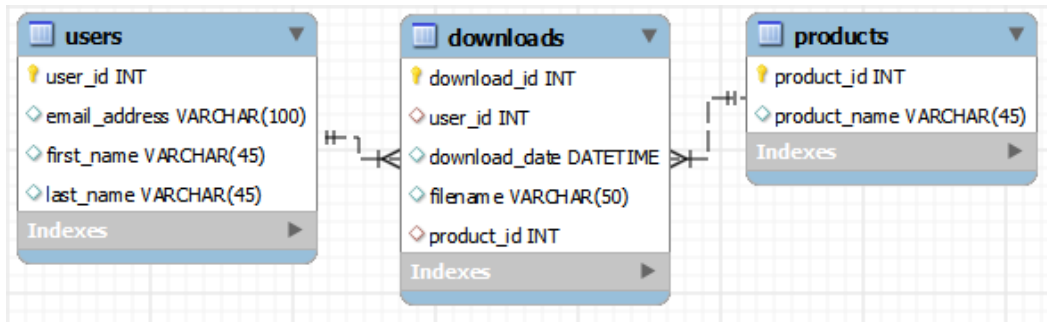 users
user_id INT
email_address VARCHAR(100)
first_name VARCHAR(45)
last_name VARCHAR(45)
Indexes
downloads
download_id INT
user_id INT
download_date DATETIME
filename VARCHAR(50)
product_id INT
Indexes
products
product_id INT
product_name VARCHAR(45)
Indexes